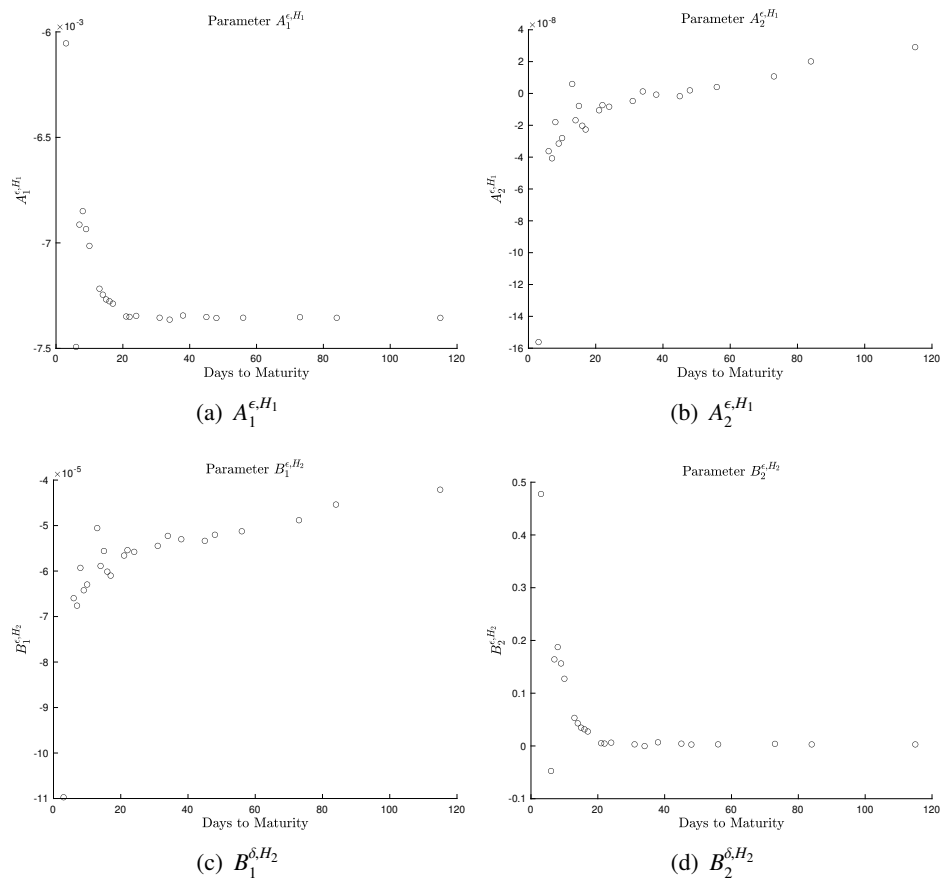 Parameter $A_1^{\epsilon,H_1}$
×10⁻³
-6
-6.5
-7
-7.5
$A_1^{\epsilon,H_1}$
0 20 40 60 80 100 120
Days to Maturity
(a) $A_1^{\epsilon,H_1}$
Parameter $A_2^{\epsilon,H_1}$
×10⁻⁸
4
2
0
-2
-4
-6
-8
-10
-12
-14
-16
$A_2^{\epsilon,H_1}$
0 20 40 60 80 100 120
Days to Maturity
(b) $A_2^{\epsilon,H_1}$
Parameter $B_1^{\epsilon,H_2}$
×10⁻⁵
-4
-5
-6
-7
-8
-9
-10
-11
$B_1^{\epsilon,H_2}$
0 20 40 60 80 100 120
Days to Maturity
(c) $B_1^{\delta,H_2}$
Parameter $B_2^{\epsilon,H_2}$
0.5
0.4
0.3
0.2
0.1
0
-0.1
$B_2^{\epsilon,H_2}$
0 20 40 60 80 100 120
Days to Maturity
(d) $B_2^{\delta,H_2}$